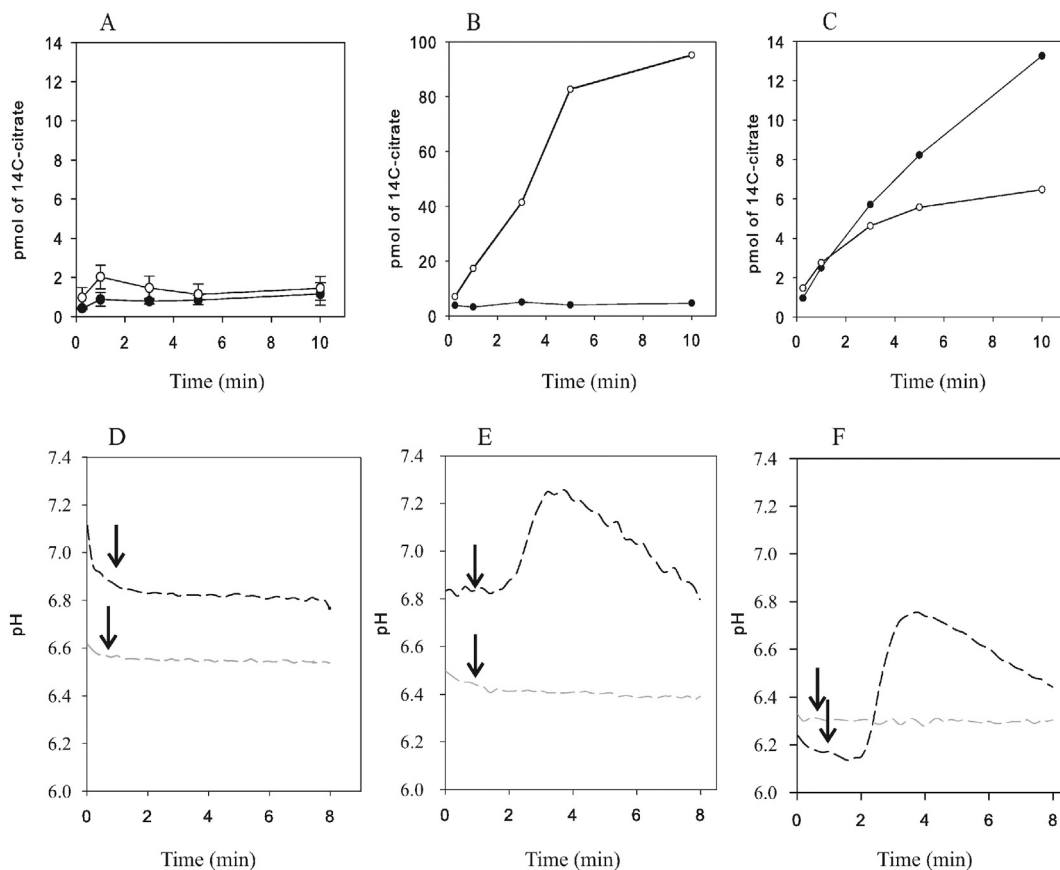 A
pmol of 14C-citrate
14
12
10
8
6
4
2
0
0 2 4 6 8 10
Time (min)
B
pmol of 14C-citrate
100
80
60
40
20
0
0 2 4 6 8 10
Time (min)
C
pmol of 14C-citrate
14
12
10
8
6
4
2
0
0 2 4 6 8 10
Time (min)
D
pH
7.4
7.2
7.0
6.8
6.6
6.4
6.2
6.0
0 2 4 6 8
Time (min)
E
pH
7.4
7.2
7.0
6.8
6.6
6.4
6.2
6.0
0 2 4 6 8
Time (min)
F
pH
7.4
7.2
7.0
6.8
6.6
6.4
6.2
6.0
0 2 4 6 8
Time (min)